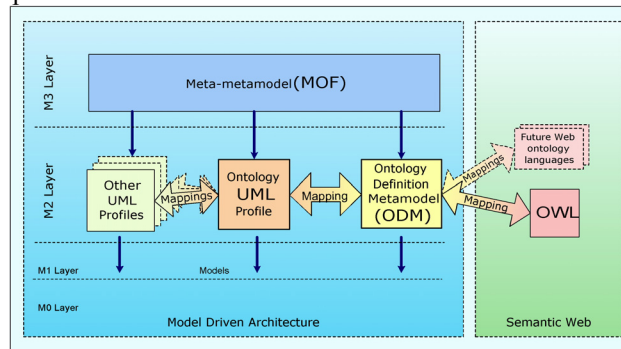 p
M3 Layer
Meta-metamodel(MOF)
M2 Layer
Other
UML
Profiles
Mappings
Ontology
UML
Profile
Mapping
Ontology
Definition
Metamodel
(ODM)
Mappings
Future Web
ontology
languages
Mapping
OWL
M1 Layer
Models
M0 Layer
Model Driven Architecture
Semantic Web